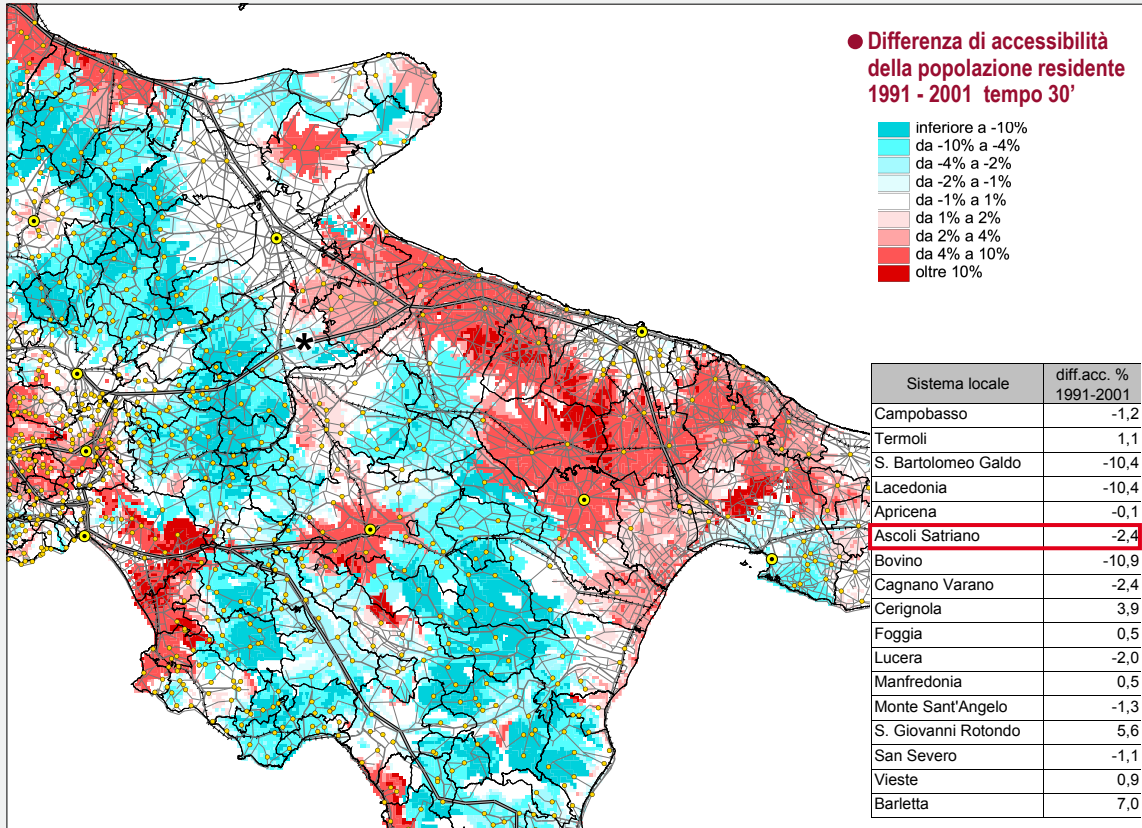 ● Differenza di accessibilità
della popolazione residente
1991 - 2001 tempo 30'
inferiore a -10%
da -10% a -4%
da -4% a -2%
da -2% a -1%
da -1% a 1%
da 1% a 2%
da 2% a 4%
da 4% a 10%
oltre 10%
*
Sistema locale diff.acc. %
1991-2001
Campobasso -1,2
Termoli 1,1
S. Bartolomeo Galdo -10,4
Lacedonia -10,4
Apricena -0,1
Ascoli Satriano -2,4
Bovino -10,9
Cagnano Varano -2,4
Cerignola 3,9
Foggia 0,5
Lucera -2,0
Manfredonia 0,5
Monte Sant'Angelo -1,3
S. Giovanni Rotondo 5,6
San Severo -1,1
Vieste 0,9
Barletta 7,0